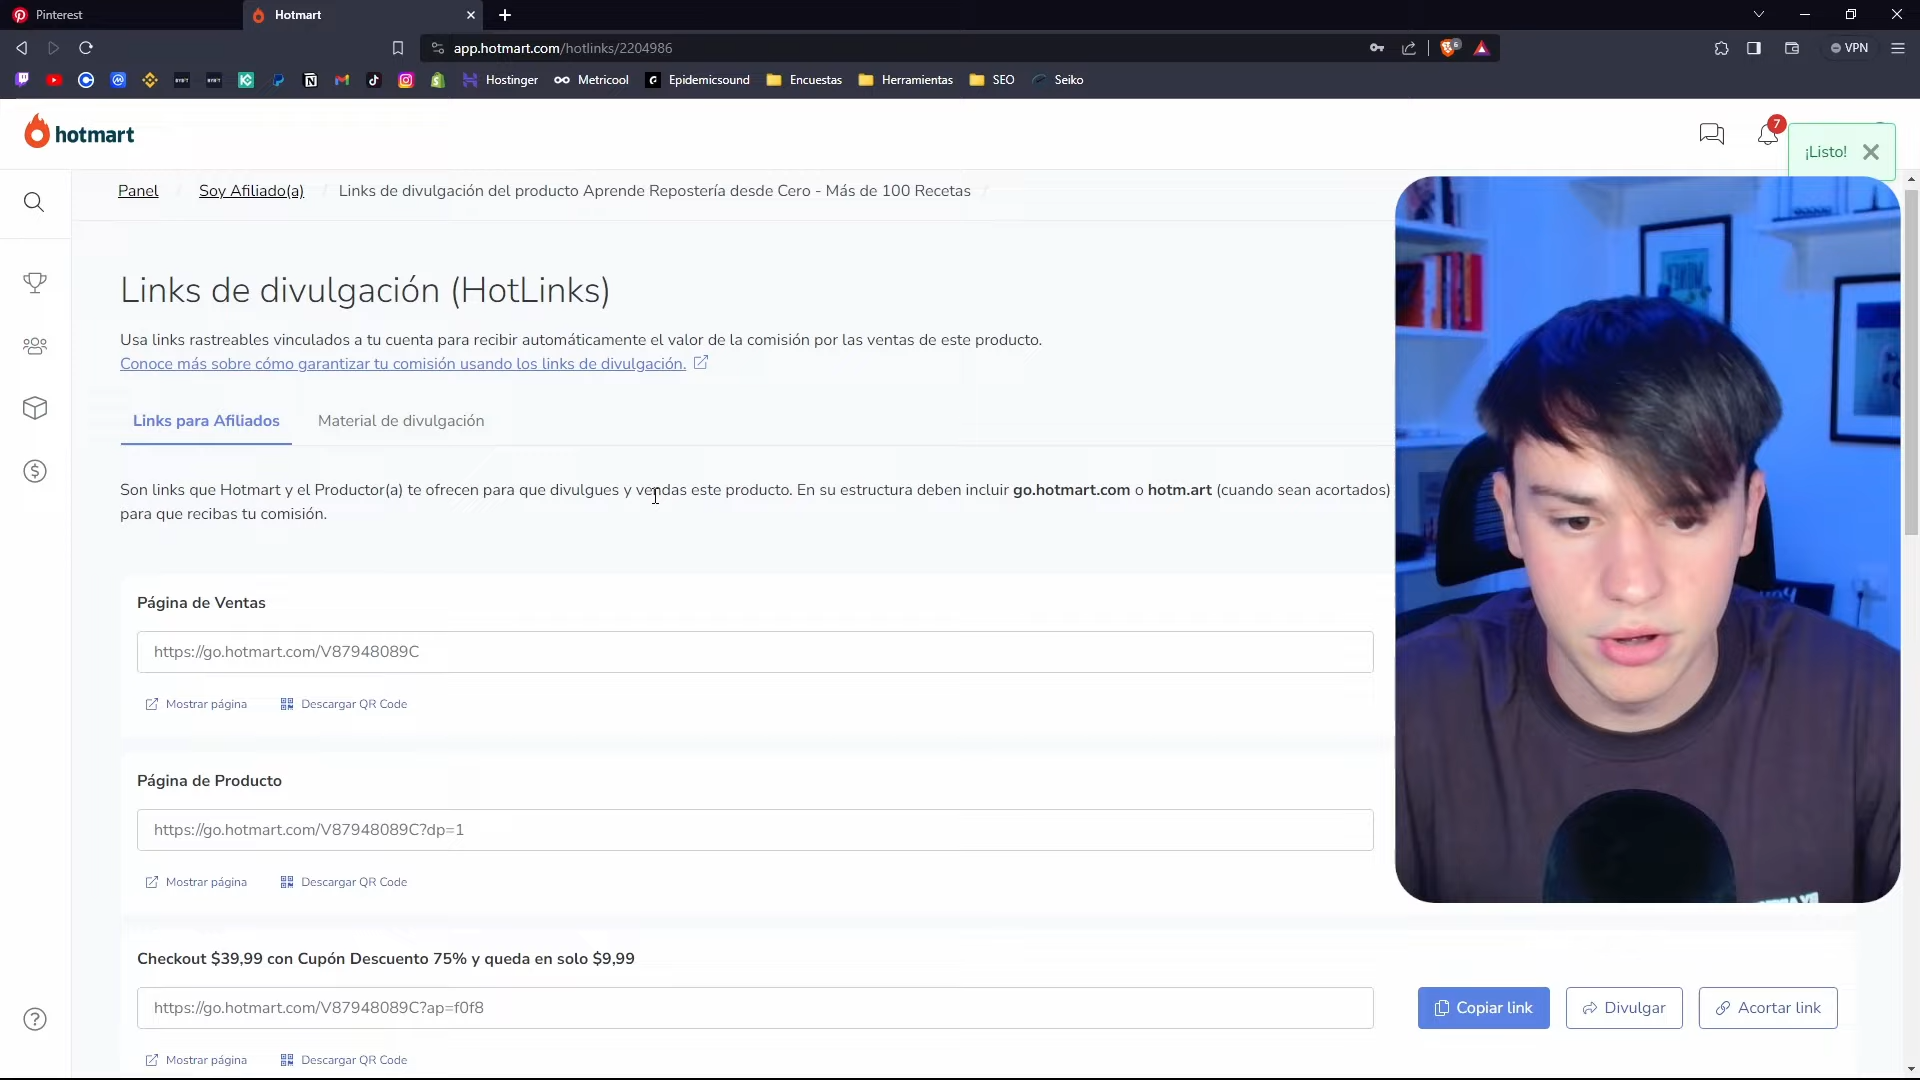 Pinterest
Hotmart
app.hotmart.com/hotlinks/2204986
6
VPN
Hostinger
Metricool
Epidemicsound
Encuestas
Herramientas
SEO
Seiko
hotmart
7
¡Listo!
Panel / Soy Afiliado(a) / Links de divulgación del producto Aprende Repostería desde Cero - Más de 100 Recetas /
Links de divulgación (HotLinks)
Usa links rastreables vinculados a tu cuenta para recibir automáticamente el valor de la comisión por las ventas de este producto.
Conoce más sobre cómo garantizar tu comisión usando los links de divulgación.
Links para Afiliados
Material de divulgación
Son links que Hotmart y el Productor(a) te ofrecen para que divulgues y vendas este producto. En su estructura deben incluir go.hotmart.com o hotm.art (cuando sean acortados)
para que recibas tu comisión.
Página de Ventas
https://go.hotmart.com/V87948089C
Mostrar página
Descargar QR Code
Página de Producto
https://go.hotmart.com/V87948089C?dp=1
Mostrar página
Descargar QR Code
Checkout $39,99 con Cupón Descuento 75% y queda en solo $9,99
https://go.hotmart.com/V87948089C?ap=f0f8
Copiar link
Divulgar
Acortar link
Mostrar página
Descargar QR Code